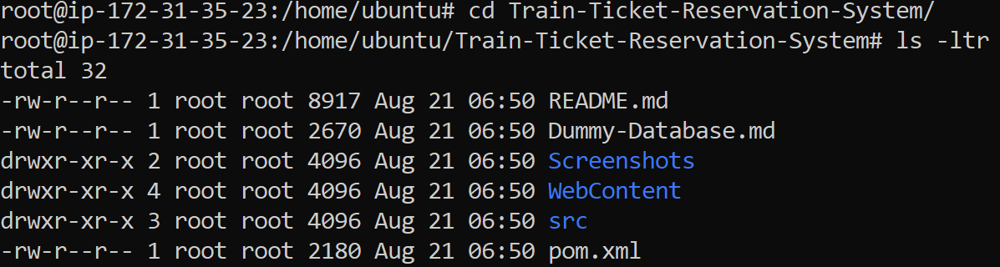 root@ip-172-31-35-23:/home/ubuntu# cd Train-Ticket-Reservation-System/
root@ip-172-31-35-23:/home/ubuntu/Train-Ticket-Reservation-System# ls -ltr
total 32
-rw-r--r-- 1 root root 8917 Aug 21 06:50 README.md
-rw-r--r-- 1 root root 2670 Aug 21 06:50 Dummy-Database.md
drwxr-xr-x 2 root root 4096 Aug 21 06:50 Screenshots
drwxr-xr-x 4 root root 4096 Aug 21 06:50 WebContent
drwxr-xr-x 3 root root 4096 Aug 21 06:50 src
-rw-r--r-- 1 root root 2180 Aug 21 06:50 pom.xml